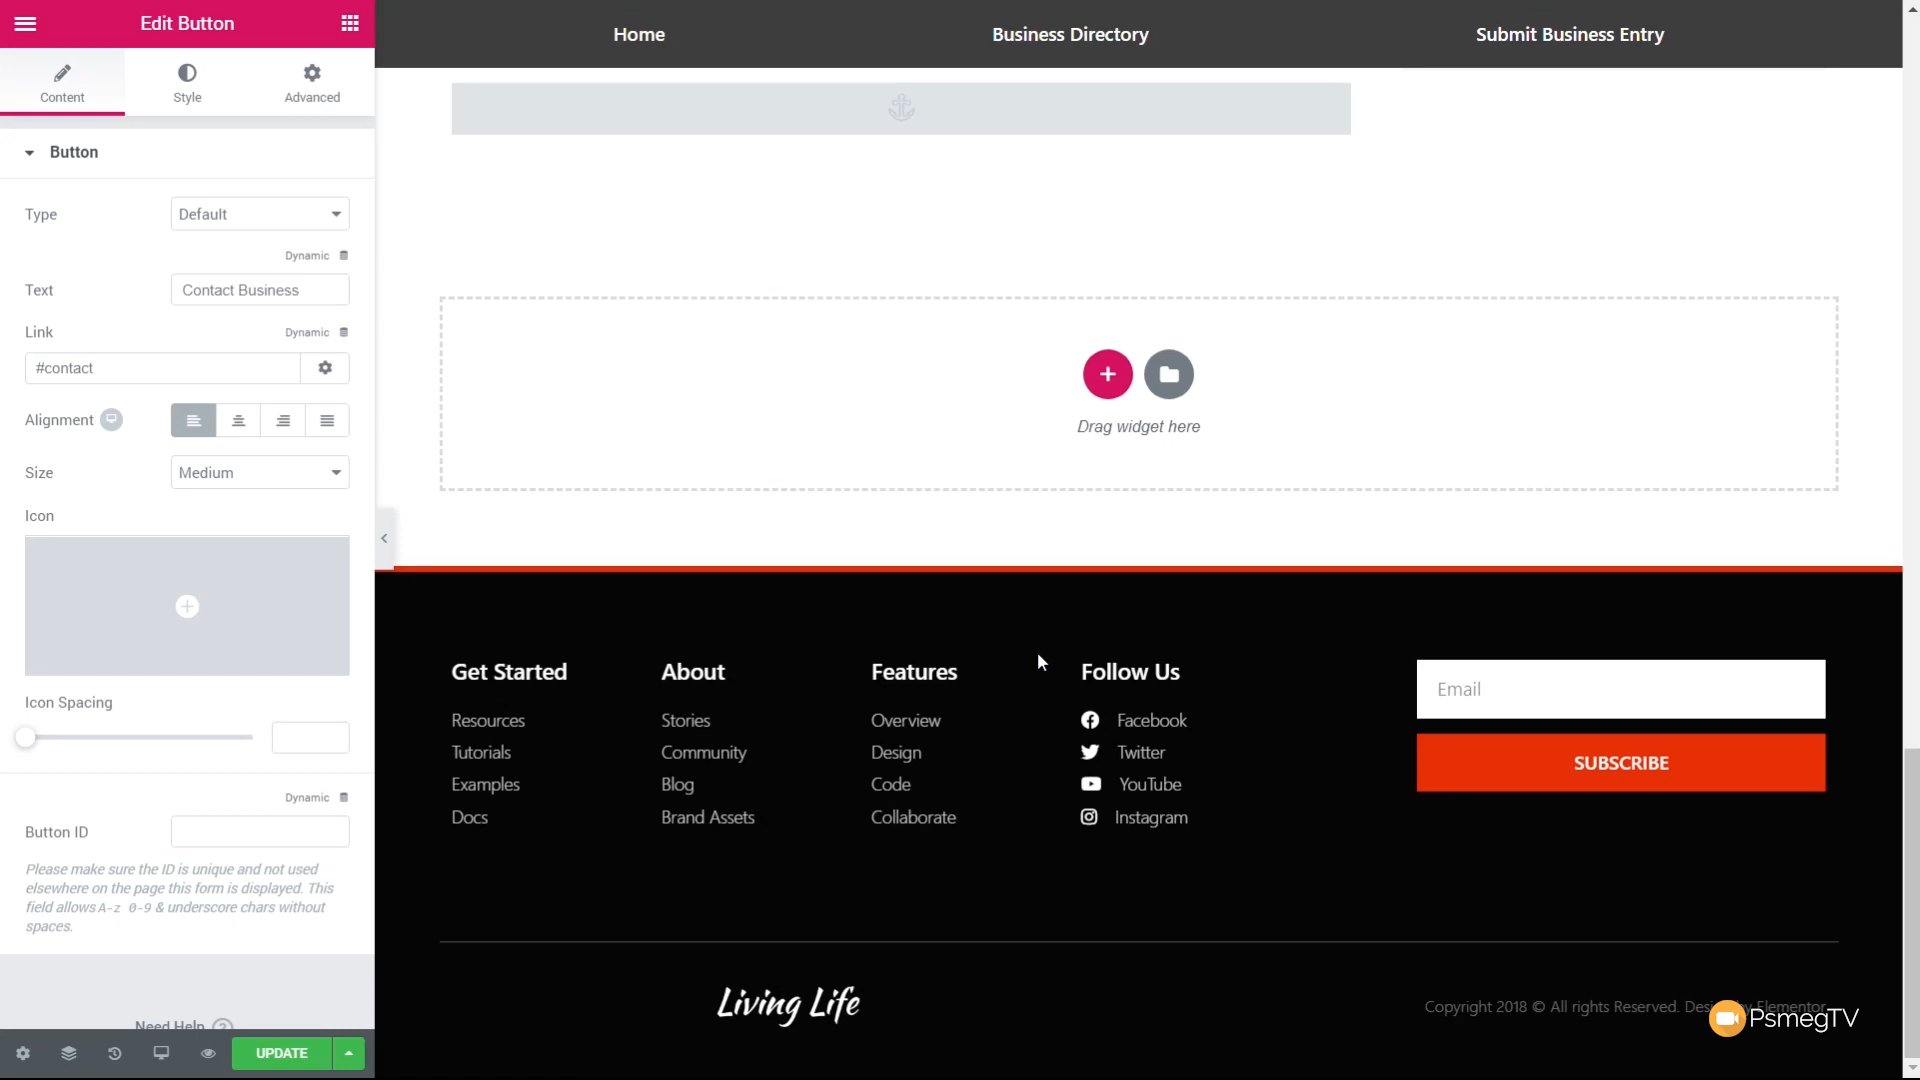 Edit Button
Home
Business Directory
Submit Business Entry
Content
Style
Advanced
Button
Type
Default
Dynamic
Text
Contact Business
Link
Dynamic
#contact
Alignment
Size
Medium
Icon
Drag widget here
Icon Spacing
Dynamic
Button ID
Please make sure the ID is unique and not used
elsewhere on the page this form is displayed. This
field allows A-z 0-9 & underscore chars without
spaces.
Need Help
UPDATE
Get Started
Resources
Tutorials
Examples
Docs
About
Stories
Community
Blog
Brand Assets
Features
Overview
Design
Code
Collaborate
Follow Us
Facebook
Twitter
YouTube
Instagram
Email
SUBSCRIBE
Living Life
Copyright 2018 © All rights Reserved. Elementor
PsmegTV